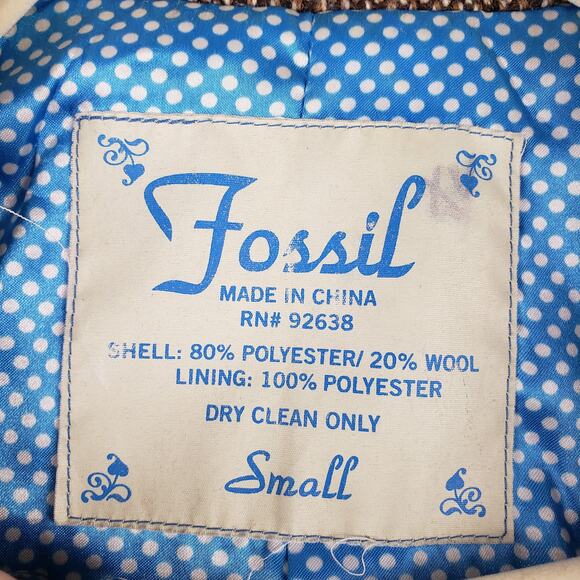 Fossil
MADE IN CHINA
RN# 92638
SHELL: 80% POLYESTER/ 20% WOOL
LINING: 100% POLYESTER
DRY CLEAN ONLY
Small